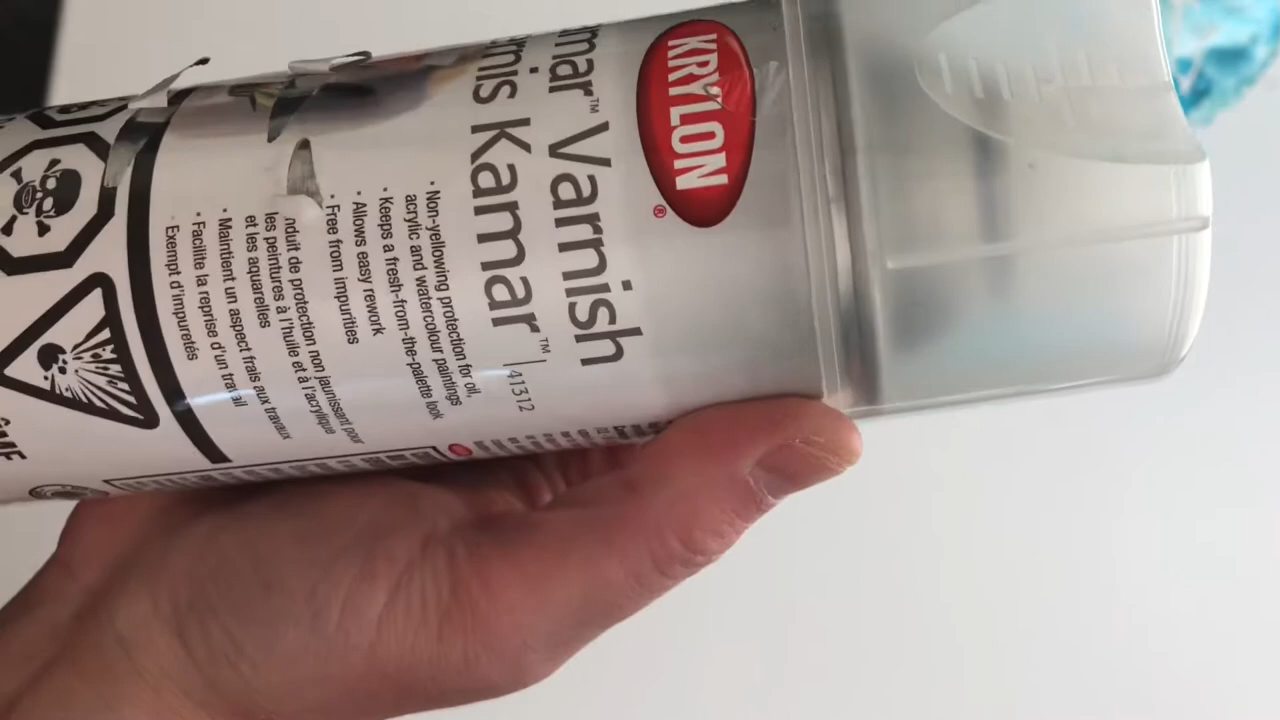 KRYLON®
mar™ Varnish
rnis Kamar™ | 41312
• Non-yellowing protection for oil,
acrylic and watercolour paintings
• Keeps a fresh-from-the-palette look
• Allows easy rework
• Free from impurities
nduit de protection non jaunissant pour
les peintures à l'huile et à l'acrylique
et les aquarelles
• Maintient un aspect frais aux travaux
• Facilite la reprise d'un travail
• Exempt d'impuretés